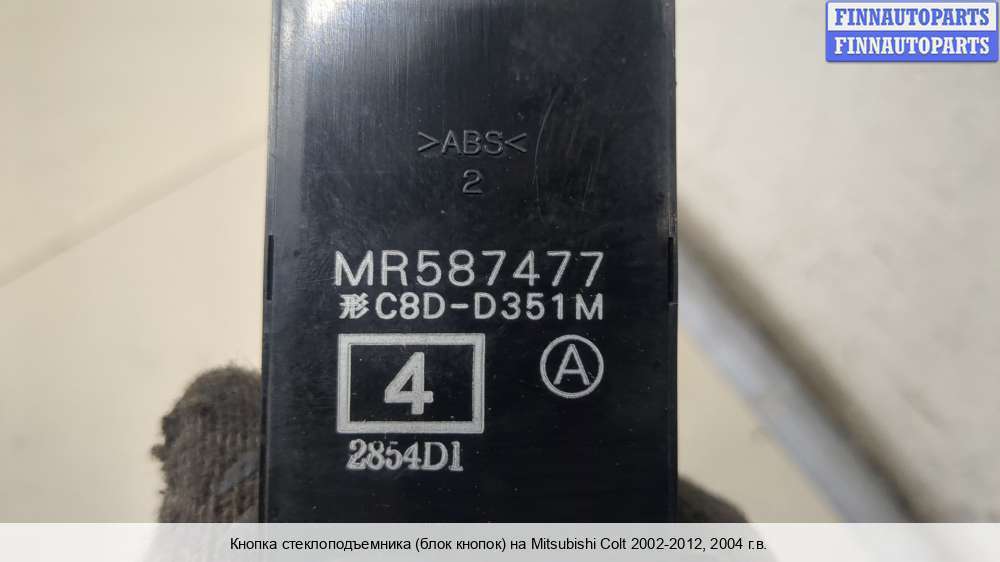 FINNAUTOPARTS
FINNAUTOPARTS
>ABS<
2
MR587477
形 C8D-D351M
4
A
2854D1
Кнопка стеклоподъемника (блок кнопок) на Mitsubishi Colt 2002-2012, 2004 г.в.